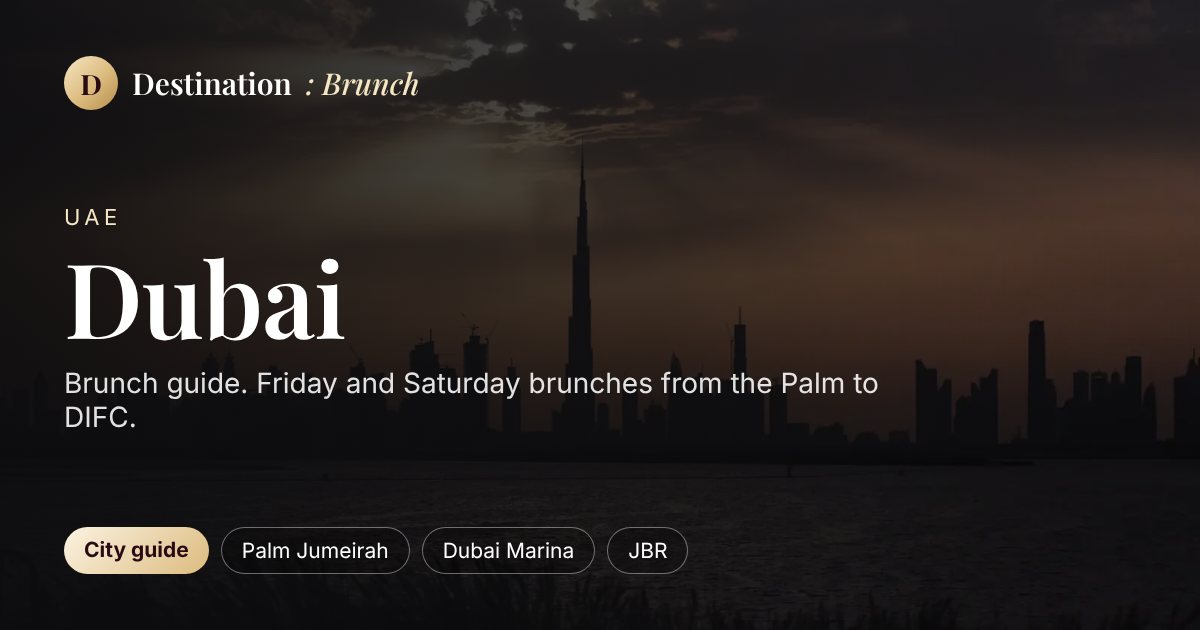 D Destination : Brunch
UAE
Dubai
Brunch guide. Friday and Saturday brunches from the Palm to
DIFC.
City guide Palm Jumeirah Dubai Marina JBR